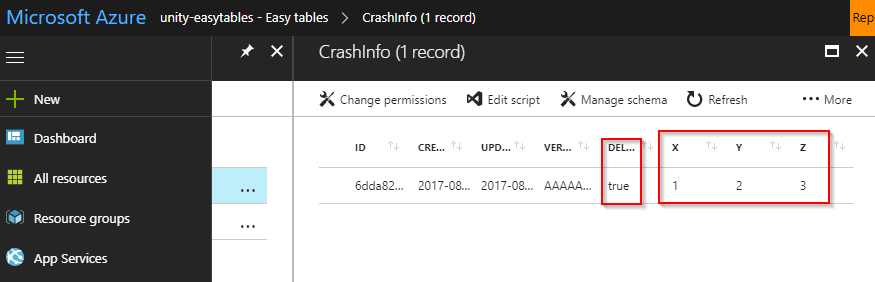 Microsoft Azure unity-easytables - Easy tables > CrashInfo (1 record) Rep
CrashInfo (1 record)
New
Dashboard
All resources
Resource groups
App Services
Change permissions Edit script Manage schema Refresh ... More
ID CRE... UPD... VER... DEL... X Y Z
6dda82... 2017-08... 2017-08... AAAAA... true 1 2 3